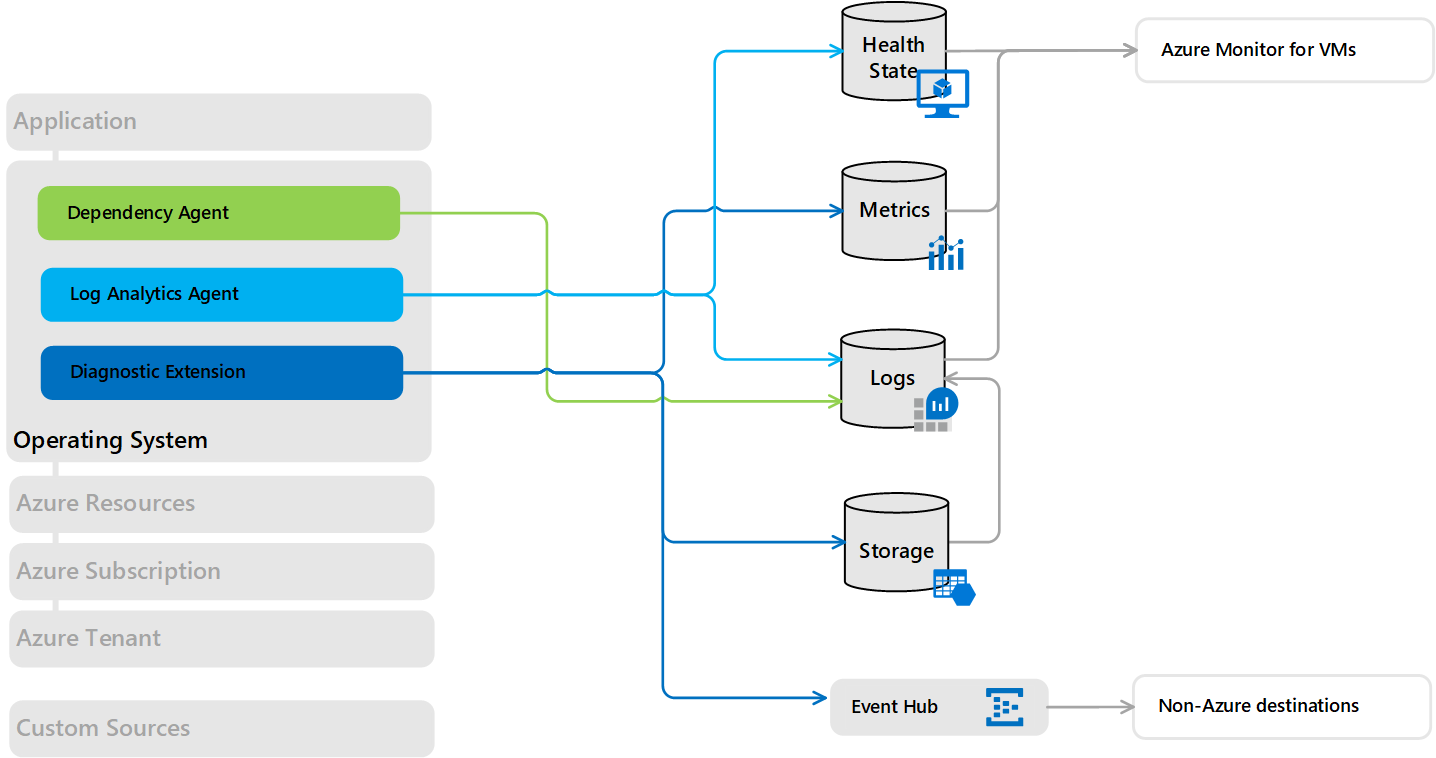 Application
Dependency Agent
Log Analytics Agent
Diagnostic Extension
Operating System
Azure Resources
Azure Subscription
Azure Tenant
Custom Sources
Health
State
Metrics
Logs
Storage
Event Hub
Azure Monitor for VMs
Non-Azure destinations